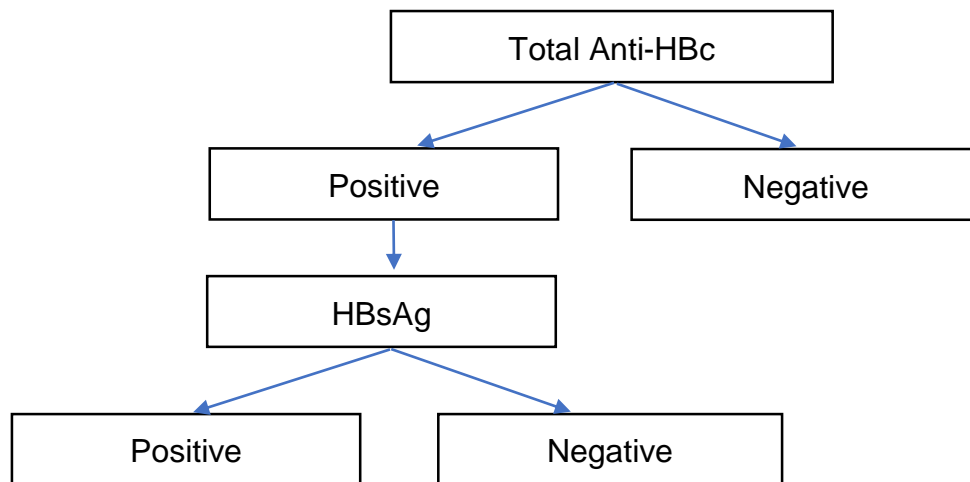 Total Anti-HBc
Positive
Negative
HBsAg
Positive
Negative